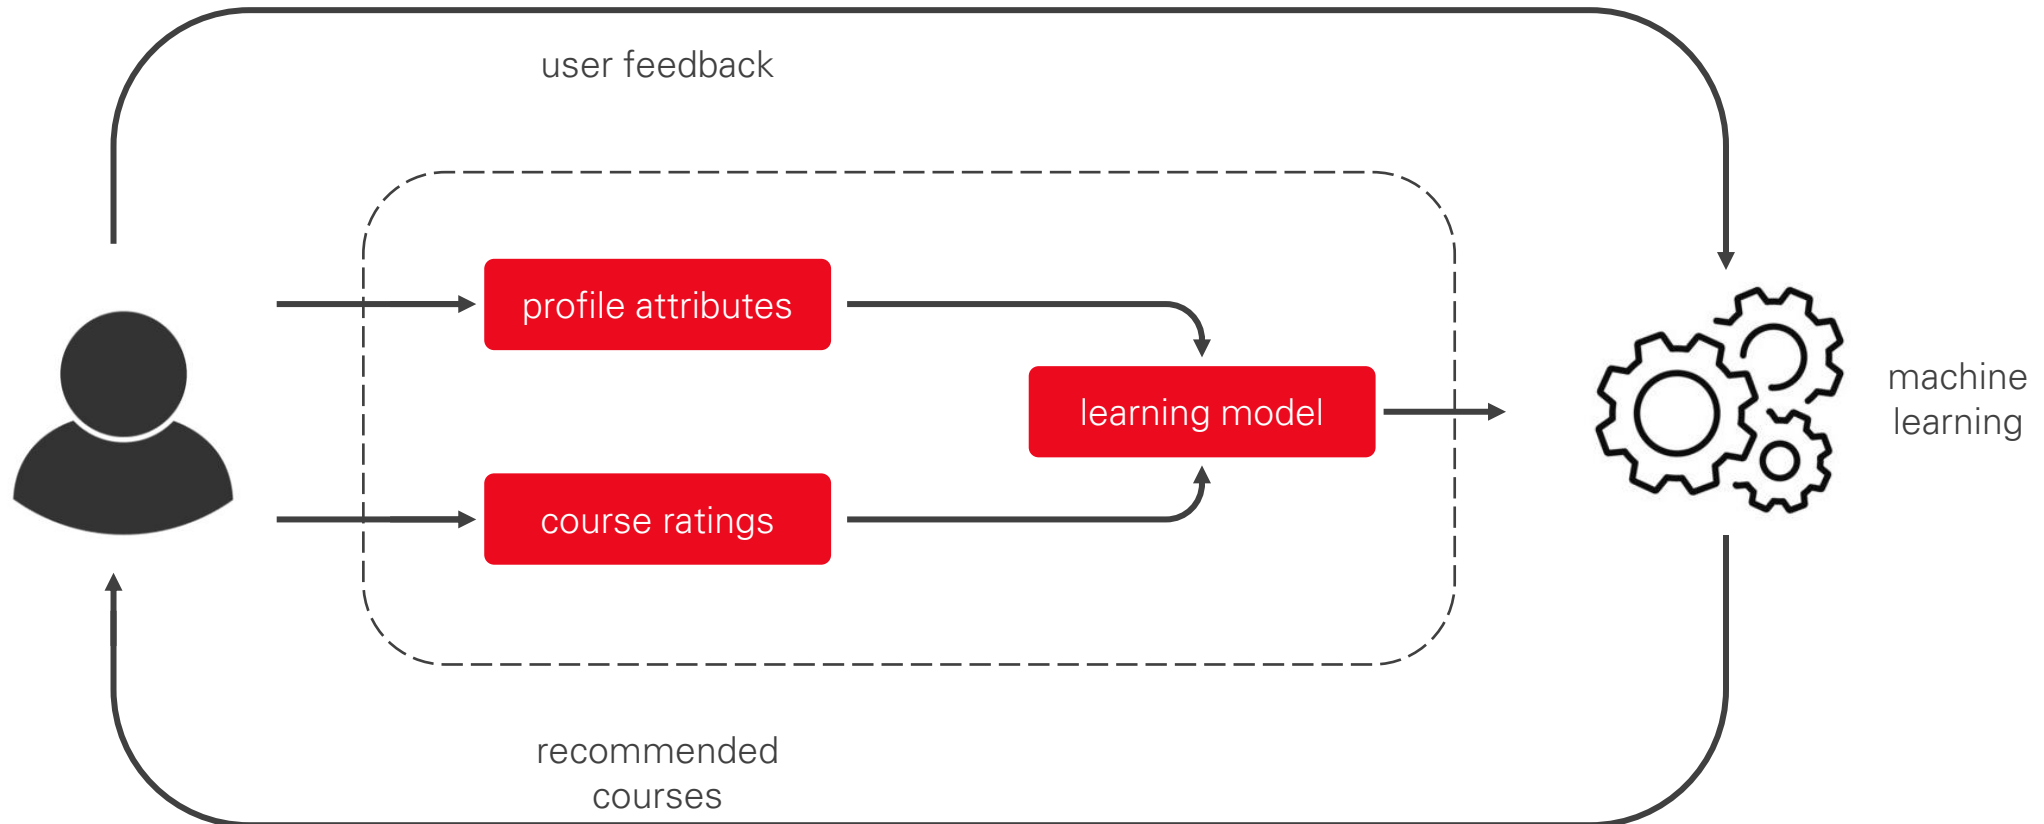 user feedback
profile attributes
learning model
machine
learning
course ratings
recommended
courses